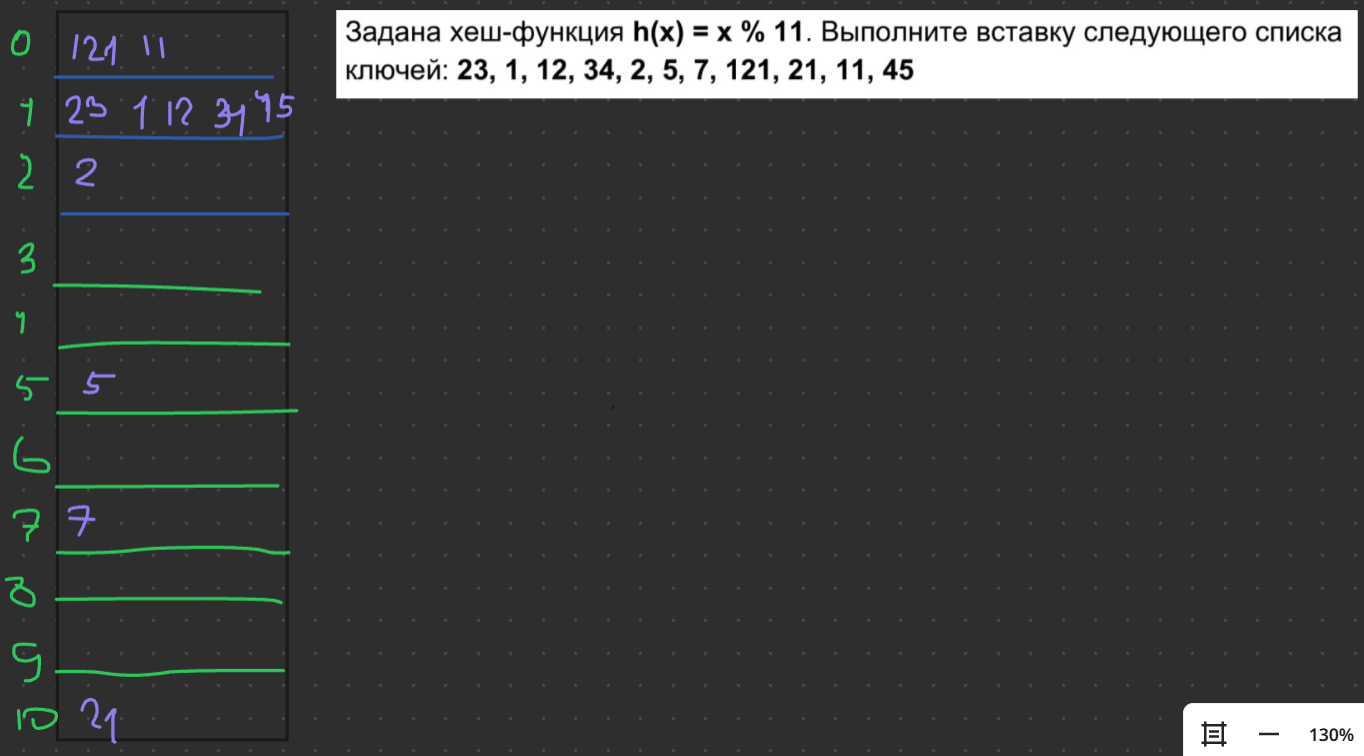 Задана хеш-функция h(x) = x % 11. Выполните вставку следующего списка
ключей: 23, 1, 12, 34, 2, 5, 7, 121, 21, 11, 45
0 121 11
1 23 1 12 34 45
2 2
3
4
5 5
6
7 7
8
9
10 21
130%